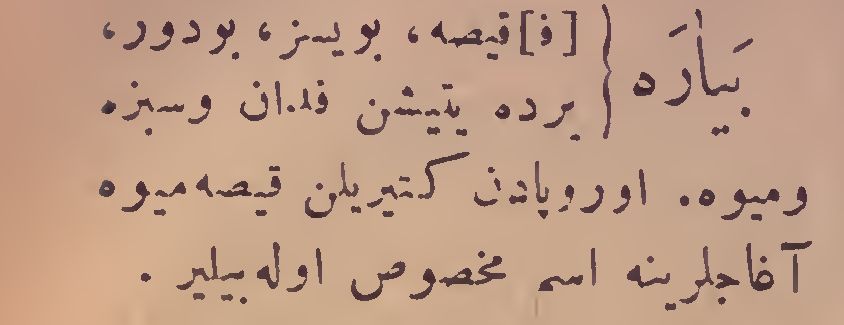 بَيارَه { [ف] قيصه، بويسز، بودور،
يرده يتيشن فدان وسبزه
وميوه. اوروپادن كتيريلن قيصه ميوه
آغاجلرينه اسم مخصوص اوله‌بيلير .